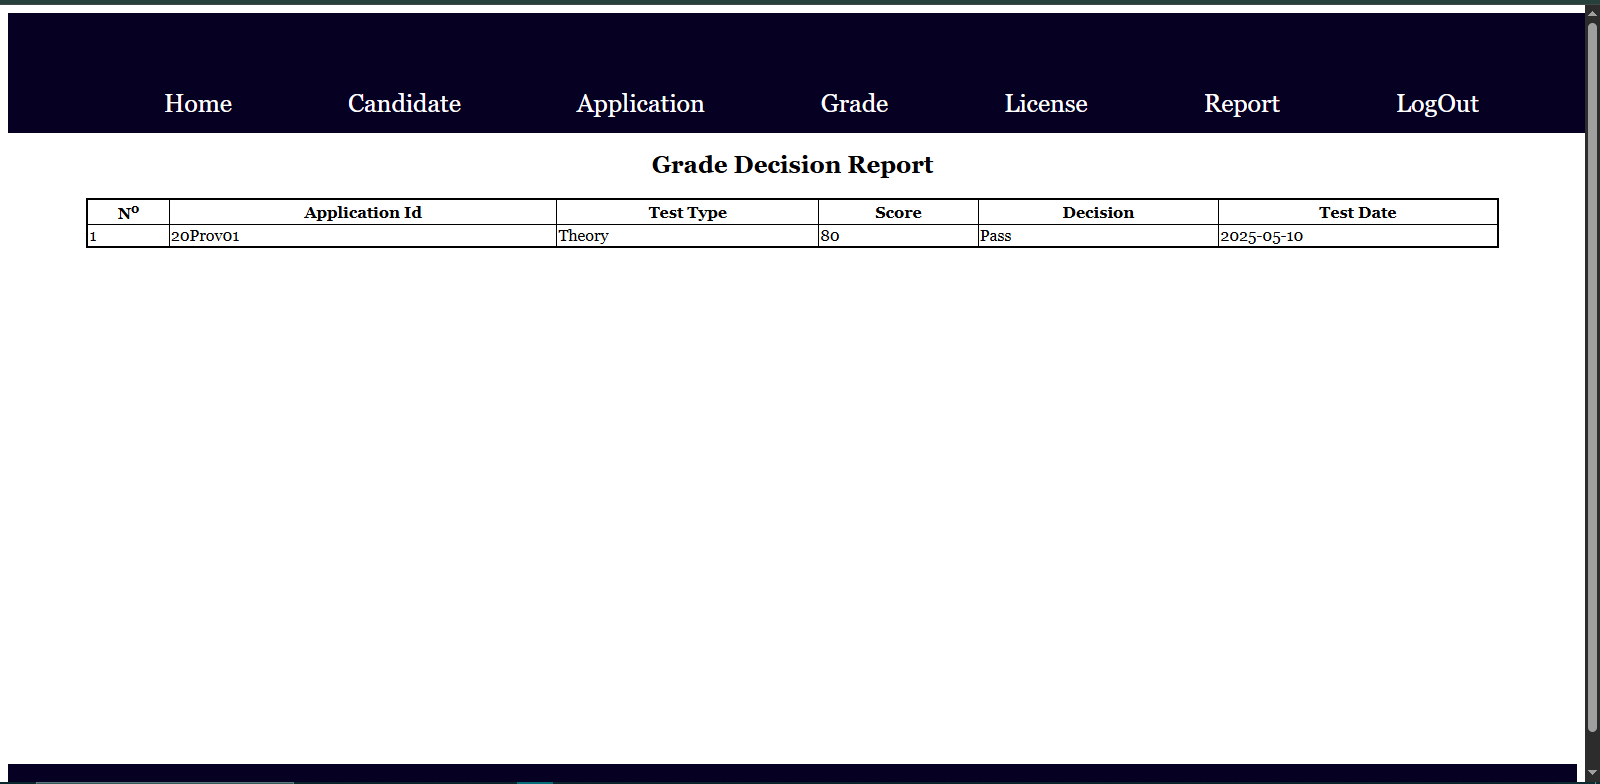 Home Candidate Application Grade License Report LogOut
Grade Decision Report
Nº Application Id Test Type Score Decision Test Date
1 20Prov01 Theory 80 Pass 2025-05-10